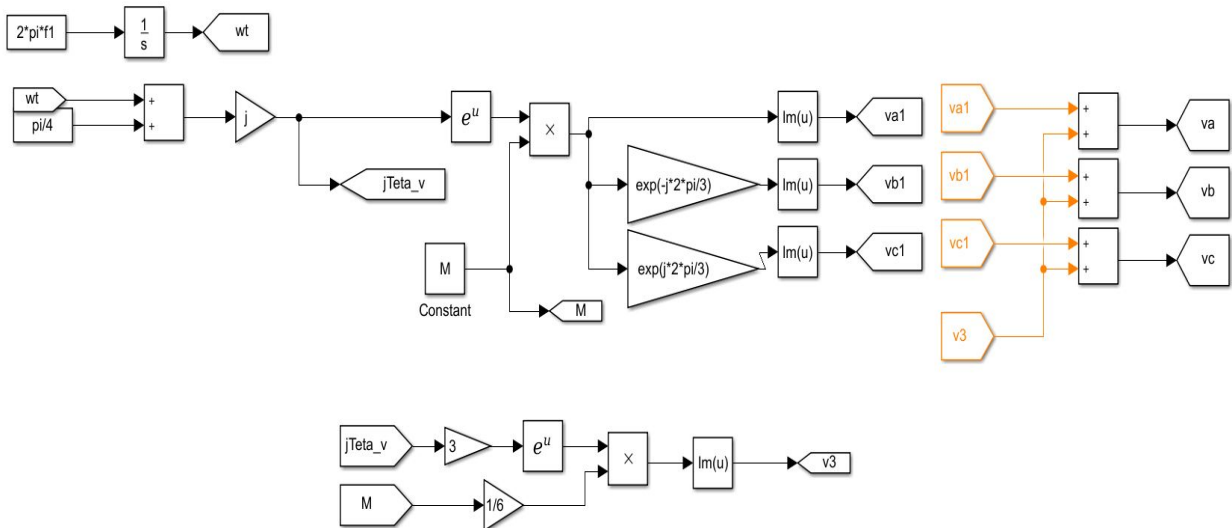 2*pi*f1
1
s
wt
wt
pi/4
+
+
j
jTeta_v
e^u
×
M
Constant
M
exp(-j*2*pi/3)
exp(j*2*pi/3)
Im(u)
va1
Im(u)
vb1
Im(u)
vc1
va1
vb1
vc1
v3
+
+
va
+
+
vb
+
+
vc
jTeta_v
3
e^u
M
1/6
×
Im(u)
v3